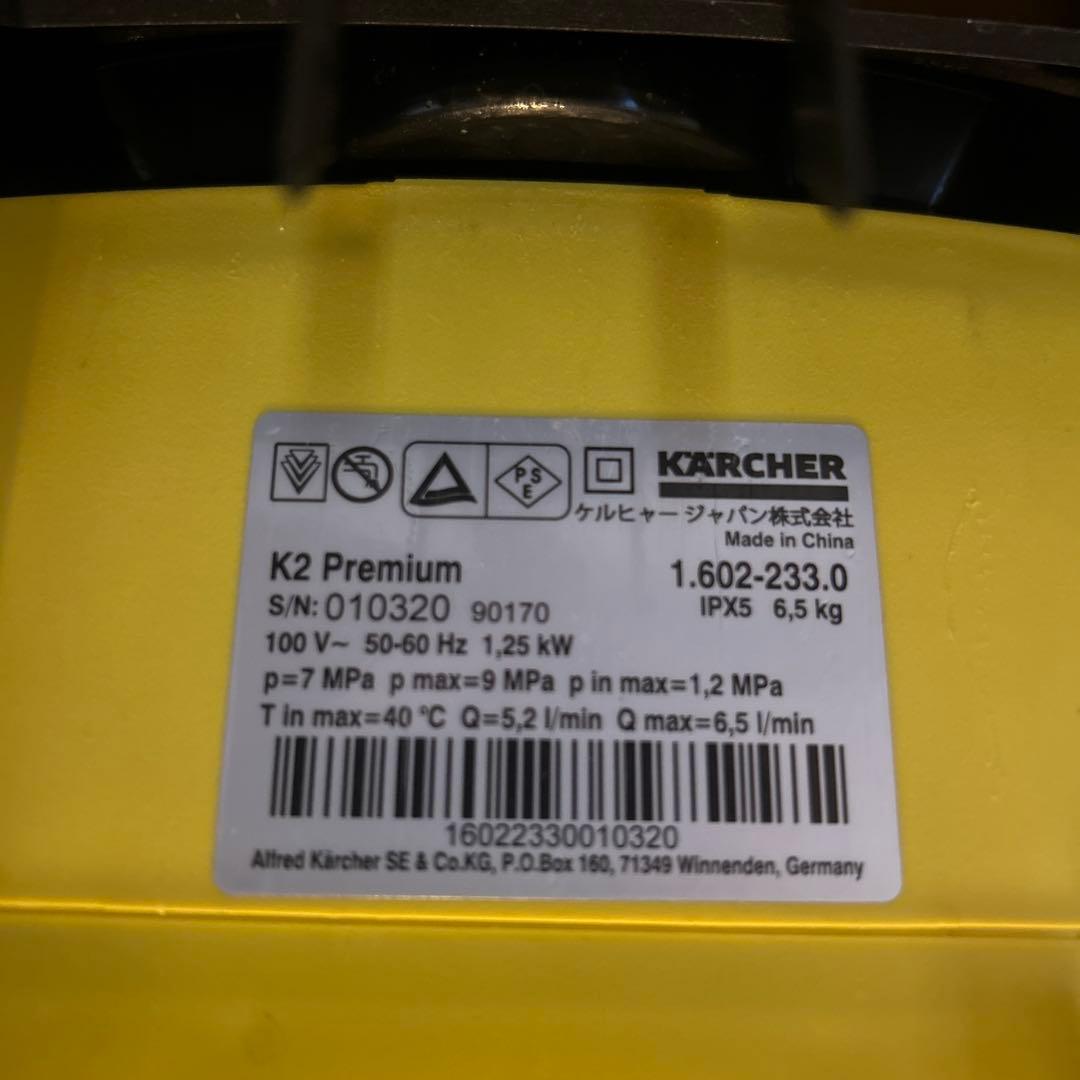 PSE
KÄRCHER
ケルヒャー ジャパン株式会社
Made in China
K2 Premium 1.602-233.0
S/N: 010320 90170 IPX5 6,5 kg
100 V~ 50-60 Hz 1,25 kW
p=7 MPa p max=9 MPa p in max=1,2 MPa
T in max=40 °C Q=5,2 l/min Q max=6,5 l/min
16022330010320
Alfred Kärcher SE & Co.KG, P.O.Box 160, 71349 Winnenden, Germany